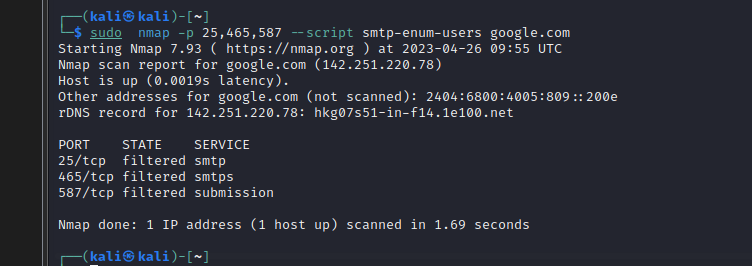 ┌──(kali㉿kali)-[~]
└─$ sudo  nmap -p 25,465,587 --script smtp-enum-users google.com
Starting Nmap 7.93 ( https://nmap.org ) at 2023-04-26 09:55 UTC
Nmap scan report for google.com (142.251.220.78)
Host is up (0.0019s latency).
Other addresses for google.com (not scanned): 2404:6800:4005:809::200e
rDNS record for 142.251.220.78: hkg07s51-in-f14.1e100.net

PORT    STATE    SERVICE
25/tcp  filtered smtp
465/tcp filtered smtps
587/tcp filtered submission

Nmap done: 1 IP address (1 host up) scanned in 1.69 seconds

┌──(kali㉿kali)-[~]